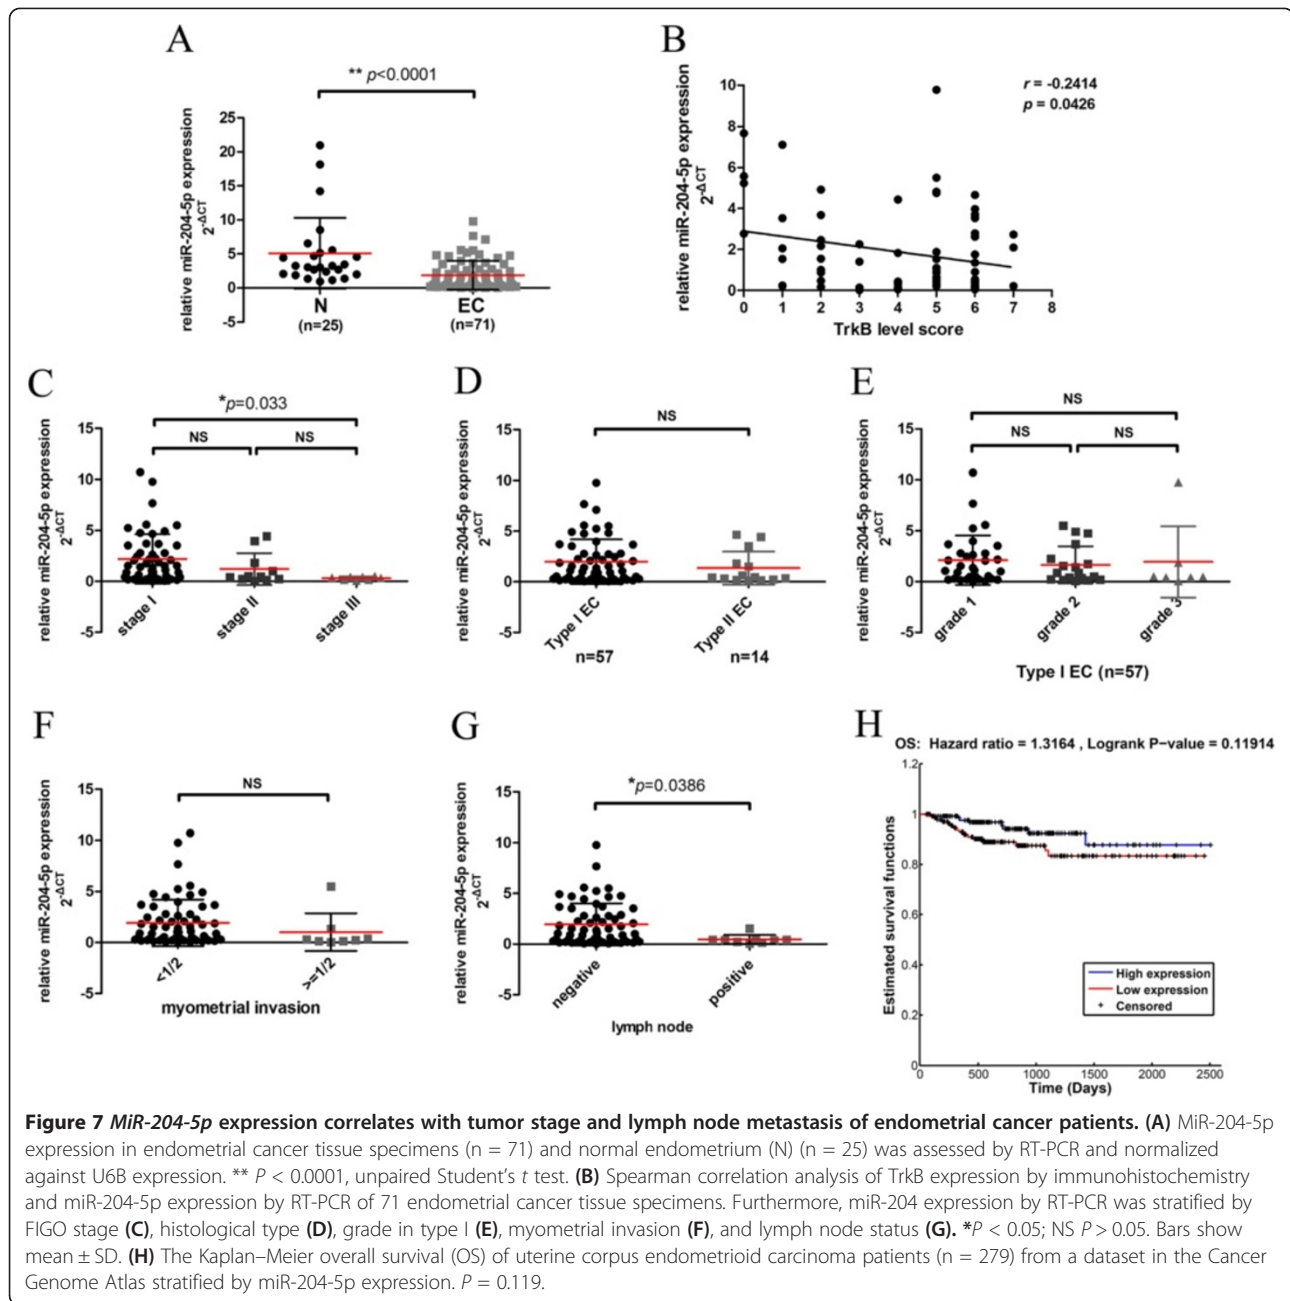 A
** p<0.0001
relative miR-204-5p expression
2-ΔCT
25
20
15
10
5
0
-5
N
(n=25)
EC
(n=71)
B
r = -0.2414
p = 0.0426
relative miR-204-5p expression
2-ΔCT
10
8
6
4
2
0
0 1 2 3 4 5 6 7 8
TrkB level score
C
*p=0.033
NS
NS
relative miR-204-5p expression
2-ΔCT
15
10
5
0
-5
stage I
stage II
stage III
D
NS
relative miR-204-5p expression
2-ΔCT
15
10
5
0
-5
Type I EC
Type II EC
n=57
n=14
E
NS
NS
NS
relative miR-204-5p expression
2-ΔCT
15
10
5
0
-5
grade 1
grade 2
grade 3
Type I EC (n=57)
F
NS
relative miR-204-5p expression
2-ΔCT
15
10
5
0
-5
<1/2
>=1/2
myometrial invasion
G
*p=0.0386
relative miR-204-5p expression
2-ΔCT
15
10
5
0
-5
negative
positive
lymph node
H
OS: Hazard ratio = 1.3164 , Logrank P-value = 0.11914
Estimated survival functions
1.2
1
0.8
0.6
0.4
0.2
0
0 500 1000 1500 2000 2500
Time (Days)
High expression
Low expression
Censored
Figure 7 MiR-204-5p expression correlates with tumor stage and lymph node metastasis of endometrial cancer patients. (A) MiR-204-5p
expression in endometrial cancer tissue specimens (n = 71) and normal endometrium (N) (n = 25) was assessed by RT-PCR and normalized
against U6B expression. ** P < 0.0001, unpaired Student's t test. (B) Spearman correlation analysis of TrkB expression by immunohistochemistry
and miR-204-5p expression by RT-PCR of 71 endometrial cancer tissue specimens. Furthermore, miR-204 expression by RT-PCR was stratified by
FIGO stage (C), histological type (D), grade in type I (E), myometrial invasion (F), and lymph node status (G). *P < 0.05; NS P > 0.05. Bars show
mean ± SD. (H) The Kaplan–Meier overall survival (OS) of uterine corpus endometrioid carcinoma patients (n = 279) from a dataset in the Cancer
Genome Atlas stratified by miR-204-5p expression. P = 0.119.